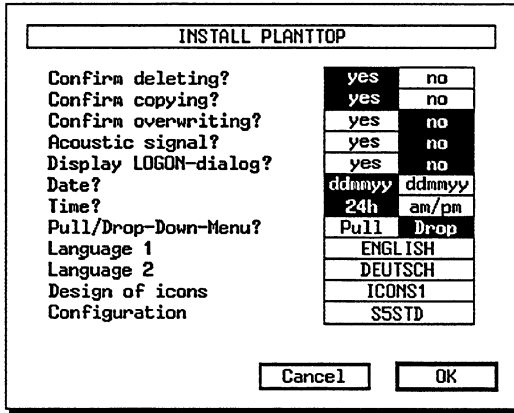 INSTALL PLANTTOP
Confirm deleting? yes no
Confirm copying? yes no
Confirm overwriting? yes no
Acoustic signal? yes no
Display LOGON-dialog? yes no
Date? ddmmyy ddmmyy
Time? 24h am/pm
Pull/Drop-Down-Menu? Pull Drop
Language 1 ENGLISH
Language 2 DEUTSCH
Design of icons ICONS1
Configuration S5STD
Cancel OK